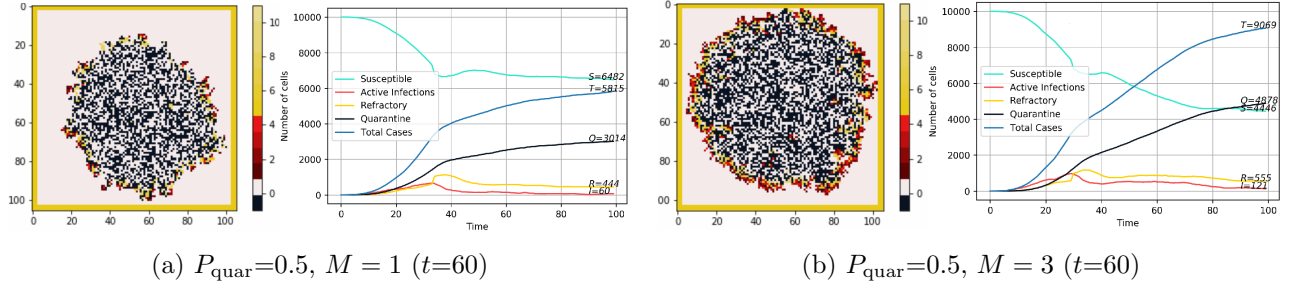 0
20
40
60
80
100
0 20 40 60 80 100
10
8
6
4
2
0
Number of cells
10000
8000
6000
4000
2000
0
Susceptible
Active Infections
Refractory
Quarantine
Total Cases
S=6482
T=5815
Q=3014
R=444
I=60
0 20 40 60 80 100
Time
0
20
40
60
80
00
0 20 40 60 80 100
10
8
6
4
2
0
Number of cells
10000
8000
6000
4000
2000
0
Susceptible
Active Infections
Refractory
Quarantine
Total Cases
T=9069
Q=4878
S=4446
R=555
I=121
0 20 40 60 80 100
Time
(a) P_quar=0.5, M = 1 (t=60)
(b) P_quar=0.5, M = 3 (t=60)